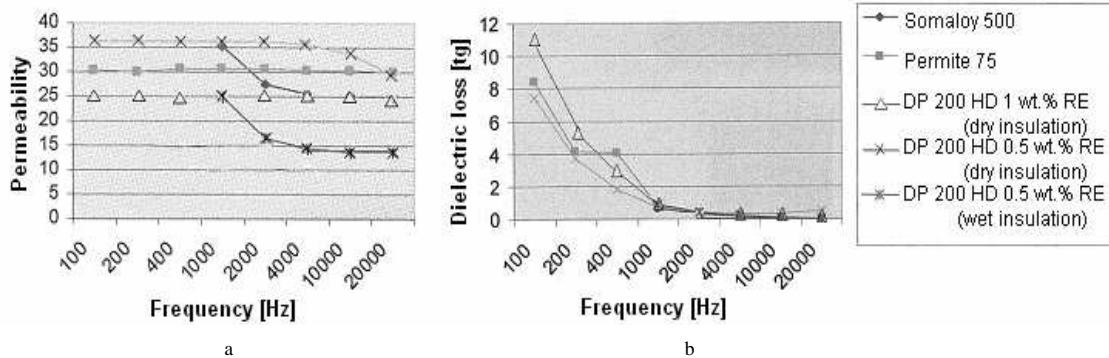 Permeability
40
35
30
25
20
15
10
5
0
100
200
400
1000
2000
4000
10000
20000
Frequency [Hz]
a
Dielectric loss [tg]
12
10
8
6
4
2
0
100
200
400
1000
2000
4000
10000
20000
Frequency [Hz]
b
Somaloy 500
Permite 75
DP 200 HD 1 wt.% RE
(dry insulation)
DP 200 HD 0.5 wt.% RE
(dry insulation)
DP 200 HD 0.5 wt.% RE
(wet insulation)